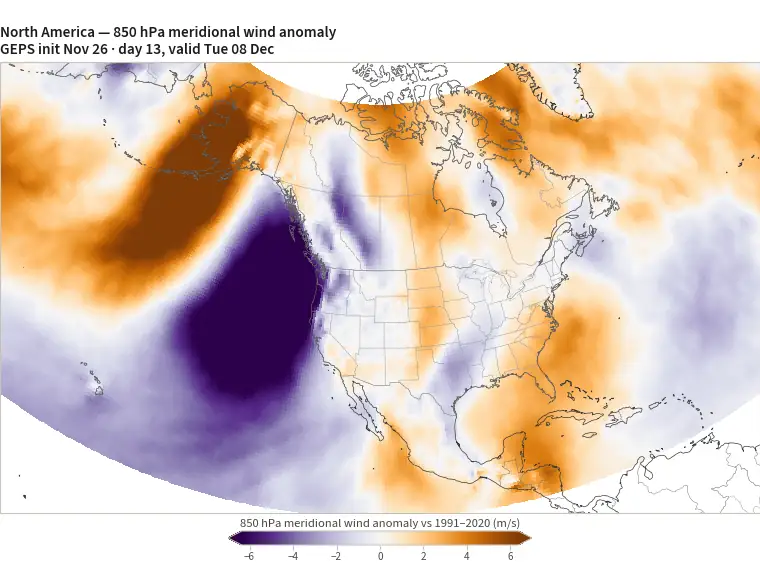 North America — 850 hPa meridional wind anomaly
GEPS init Nov 26 · day 13, valid Tue 08 Dec
850 hPa meridional wind anomaly vs 1991–2020 (m/s)
−6 −4 −2 0 2 4 6